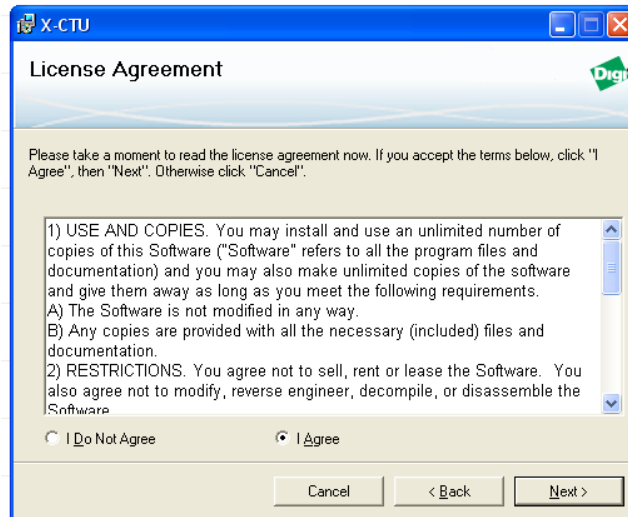 X-CTU
License Agreement
Digi
Please take a moment to read the license agreement now. If you accept the terms below, click "I
Agree", then "Next". Otherwise click "Cancel".
1) USE AND COPIES. You may install and use an unlimited number of
copies of this Software ("Software" refers to all the program files and
documentation) and you may also make unlimited copies of the software
and give them away as long as you meet the following requirements.
A) The Software is not modified in any way.
B) Any copies are provided with all the necessary (included) files and
documentation.
2) RESTRICTIONS. You agree not to sell, rent or lease the Software.  You
also agree not to modify, reverse engineer, decompile, or disassemble the
Software
I Do Not Agree
I Agree
Cancel
< Back
Next >